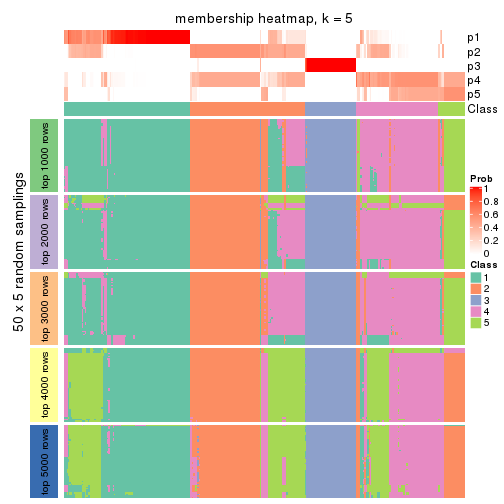 membership heatmap, k = 5
p1
p2
p3
p4
p5
Class
50 x 5 random samplings
top 1000 rows
top 2000 rows
top 3000 rows
top 4000 rows
top 5000 rows
Prob
1
0.8
0.6
0.4
0.2
0
Class
1
2
3
4
5